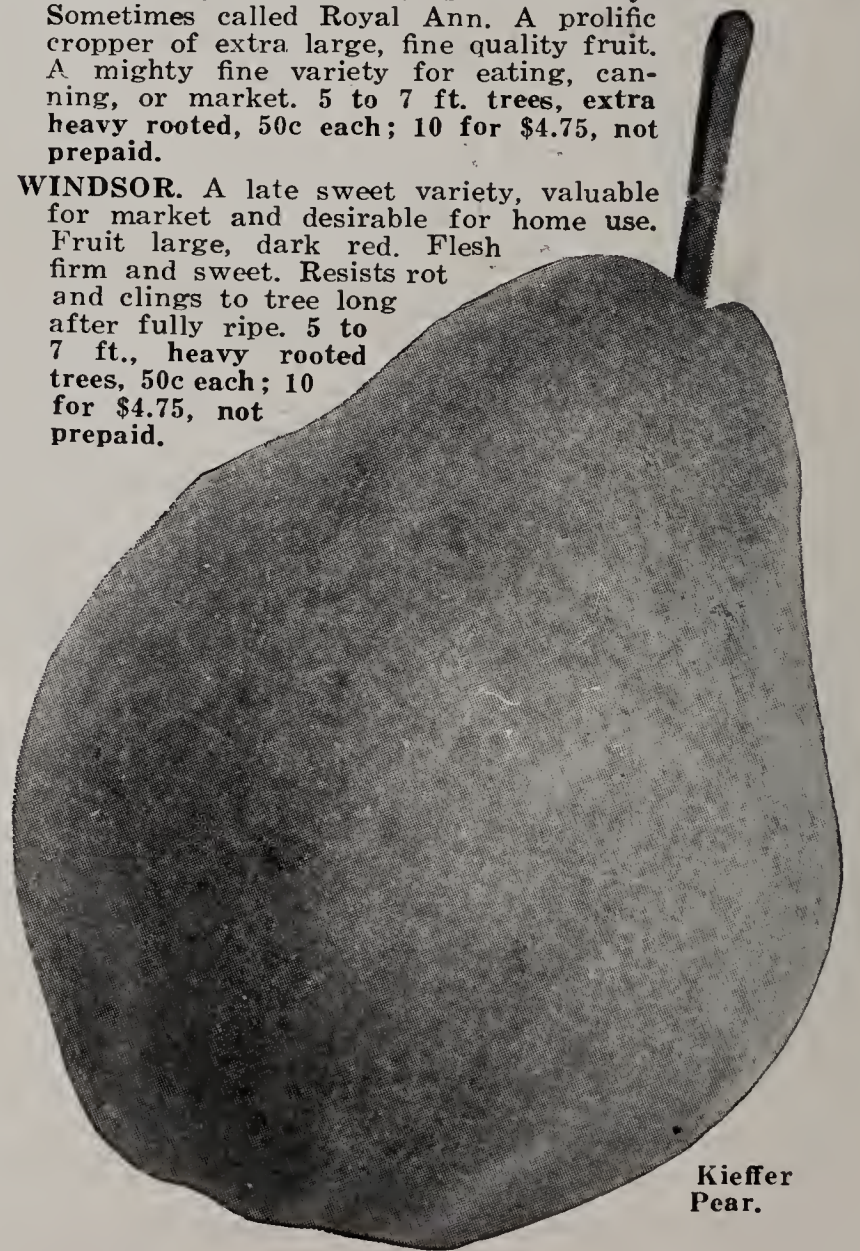 Sometimes called Royal Ann. A prolific
cropper of extra large, fine quality fruit.
A mighty fine variety for eating, can-
ning, or market. 5 to 7 ft. trees, extra
heavy rooted, 50c each; 10 for $4.75, not
prepaid.
WINDSOR. A late sweet variety, valuable
for market and desirable for home use.
Fruit large, dark red. Flesh
firm and sweet. Resists rot
and clings to tree long
after fully ripe. 5 to
7 ft., heavy rooted
trees, 50c each; 10
for $4.75, not
prepaid.
Kieffer
Pear.